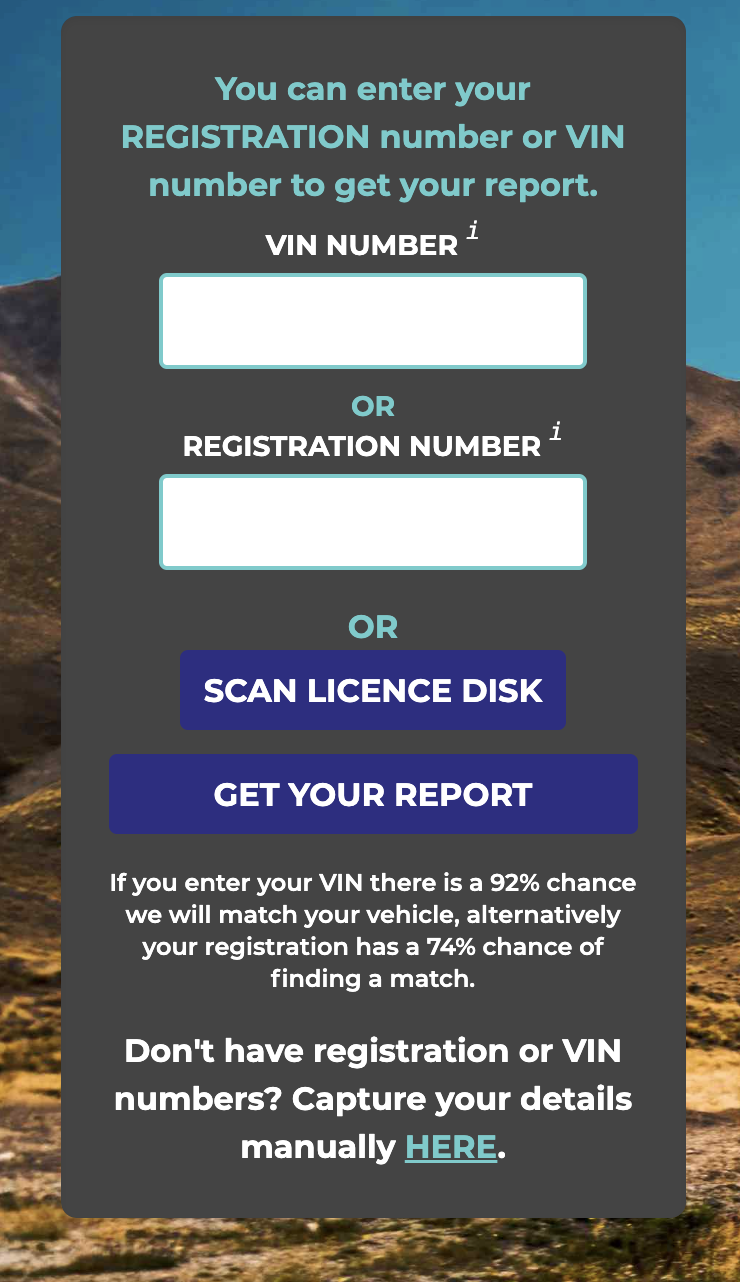 You can enter your
REGISTRATION number or VIN
number to get your report.
VIN NUMBER i
OR
REGISTRATION NUMBER i
OR
SCAN LICENCE DISK
GET YOUR REPORT
If you enter your VIN there is a 92% chance
we will match your vehicle, alternatively
your registration has a 74% chance of
finding a match.
Don't have registration or VIN
numbers? Capture your details
manually HERE.